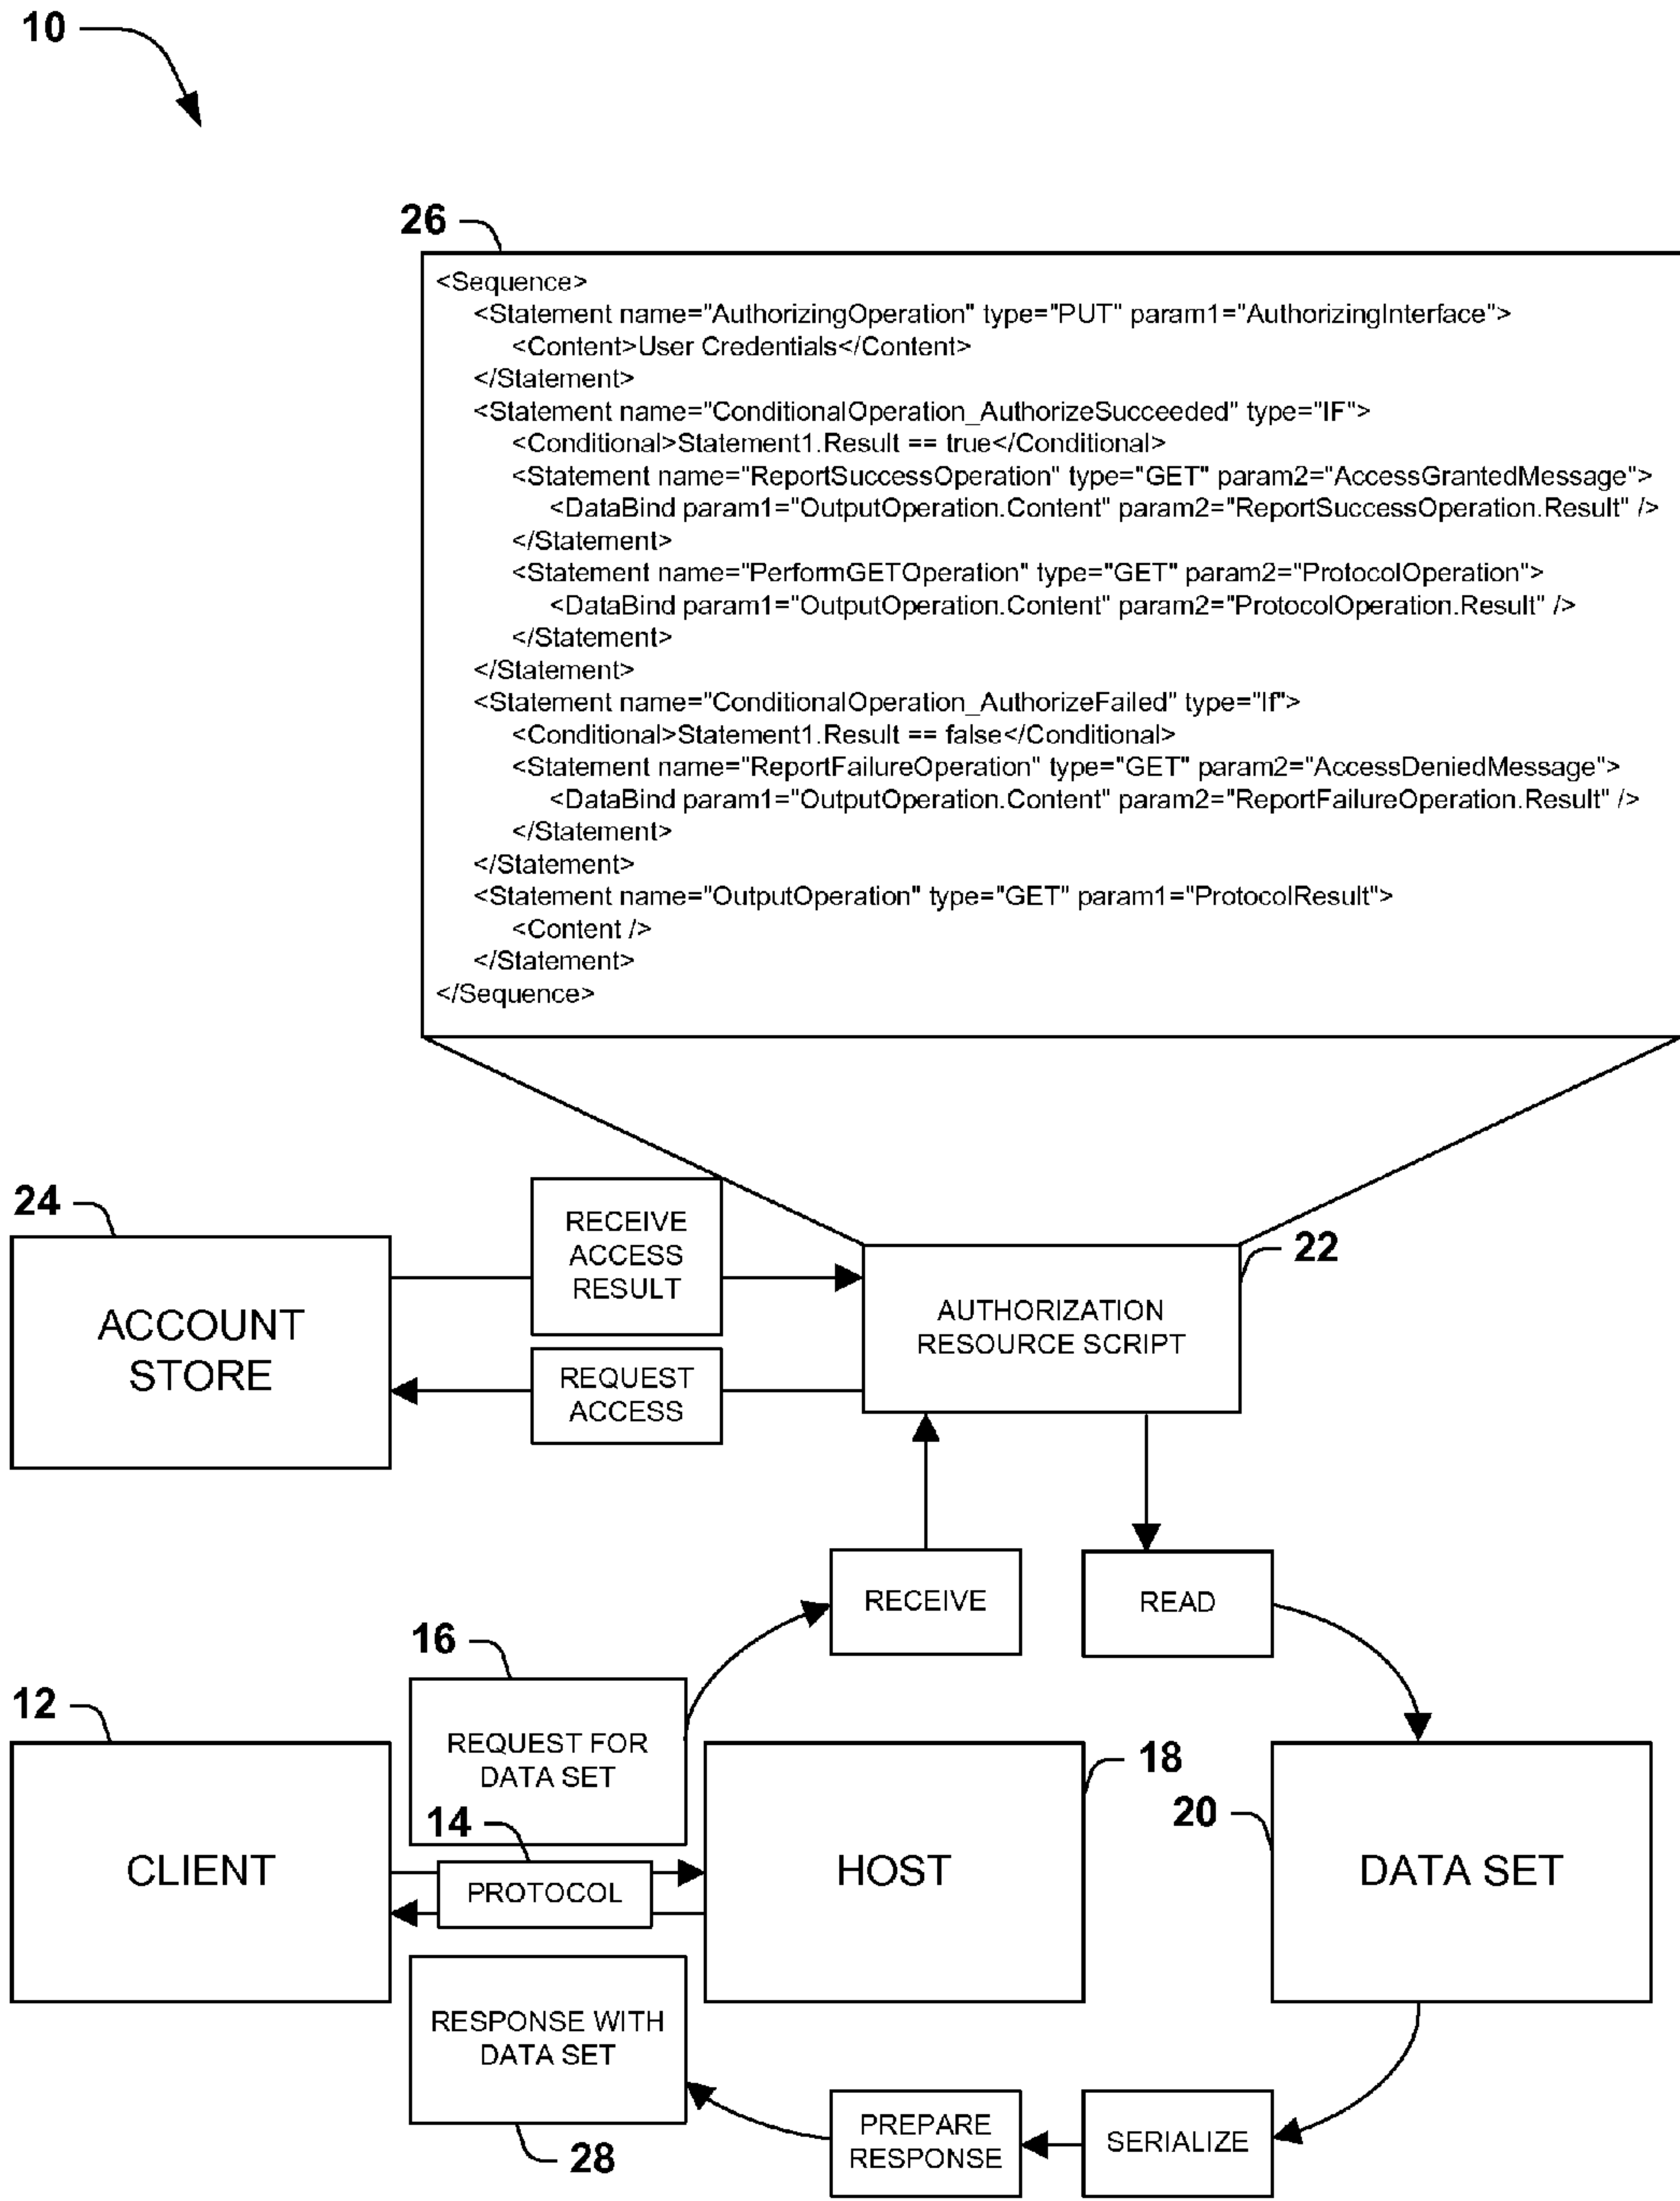 10
26
<Sequence>
<Statement name="AuthorizingOperation" type="PUT" param1="AuthorizingInterface">
<Content>User Credentials</Content>
</Statement>
<Statement name="ConditionalOperation_AuthorizeSucceeded" type="IF">
<Conditional>Statement1.Result == true</Conditional>
<Statement name="ReportSuccessOperation" type="GET" param2="AccessGrantedMessage">
<DataBind param1="OutputOperation.Content" param2="ReportSuccessOperation.Result" />
</Statement>
<Statement name="PerformGETOperation" type="GET" param2="ProtocolOperation">
<DataBind param1="OutputOperation.Content" param2="ProtocolOperation.Result" />
</Statement>
</Statement>
<Statement name="ConditionalOperation_AuthorizeFailed" type="If">
<Conditional>Statement1.Result == false</Conditional>
<Statement name="ReportFailureOperation" type="GET" param2="AccessDeniedMessage">
<DataBind param1="OutputOperation.Content" param2="ReportFailureOperation.Result" />
</Statement>
</Statement>
<Statement name="OutputOperation" type="GET" param1="ProtocolResult">
<Content />
</Statement>
</Sequence>
24
ACCOUNT
STORE
RECEIVE
ACCESS
RESULT
REQUEST
ACCESS
22
AUTHORIZATION
RESOURCE SCRIPT
RECEIVE
READ
16
REQUEST FOR
DATA SET
12
CLIENT
14
PROTOCOL
18
HOST
20
DATA SET
RESPONSE WITH
DATA SET
28
PREPARE
RESPONSE
SERIALIZE